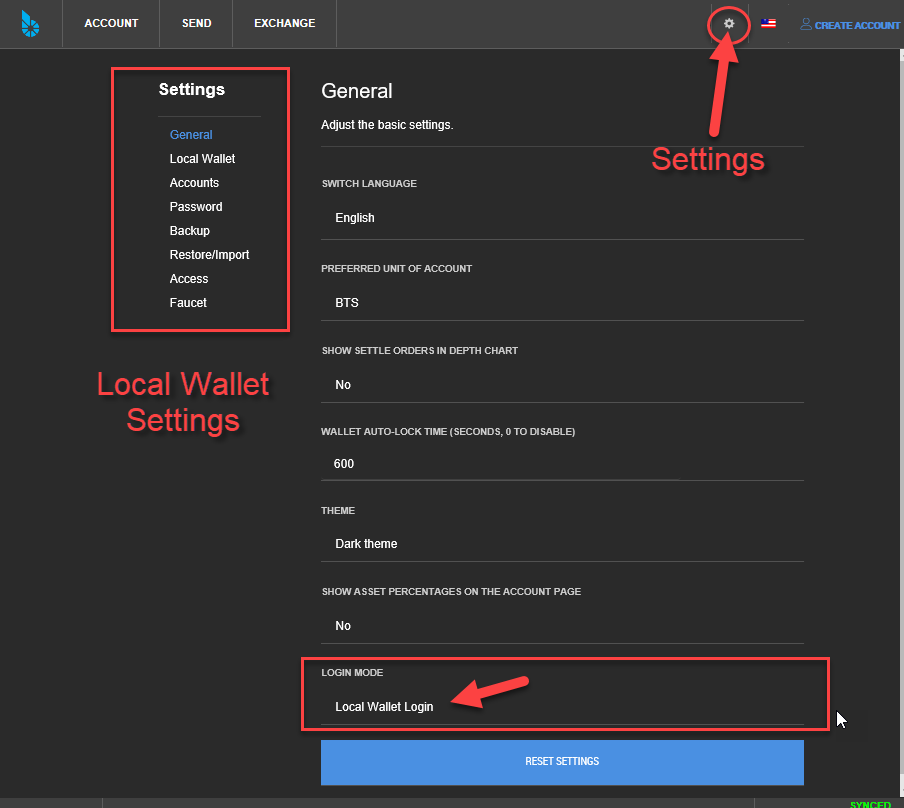 ACCOUNT SEND EXCHANGE CREATE ACCOUNT
Settings
General
Local Wallet
Accounts
Password
Backup
Restore/Import
Access
Faucet
Local Wallet
Settings
General
Adjust the basic settings.
Settings
SWITCH LANGUAGE
English
PREFERRED UNIT OF ACCOUNT
BTS
SHOW SETTLE ORDERS IN DEPTH CHART
No
WALLET AUTO-LOCK TIME (SECONDS, 0 TO DISABLE)
600
THEME
Dark theme
SHOW ASSET PERCENTAGES ON THE ACCOUNT PAGE
No
LOGIN MODE
Local Wallet Login
RESET SETTINGS
SYNCED